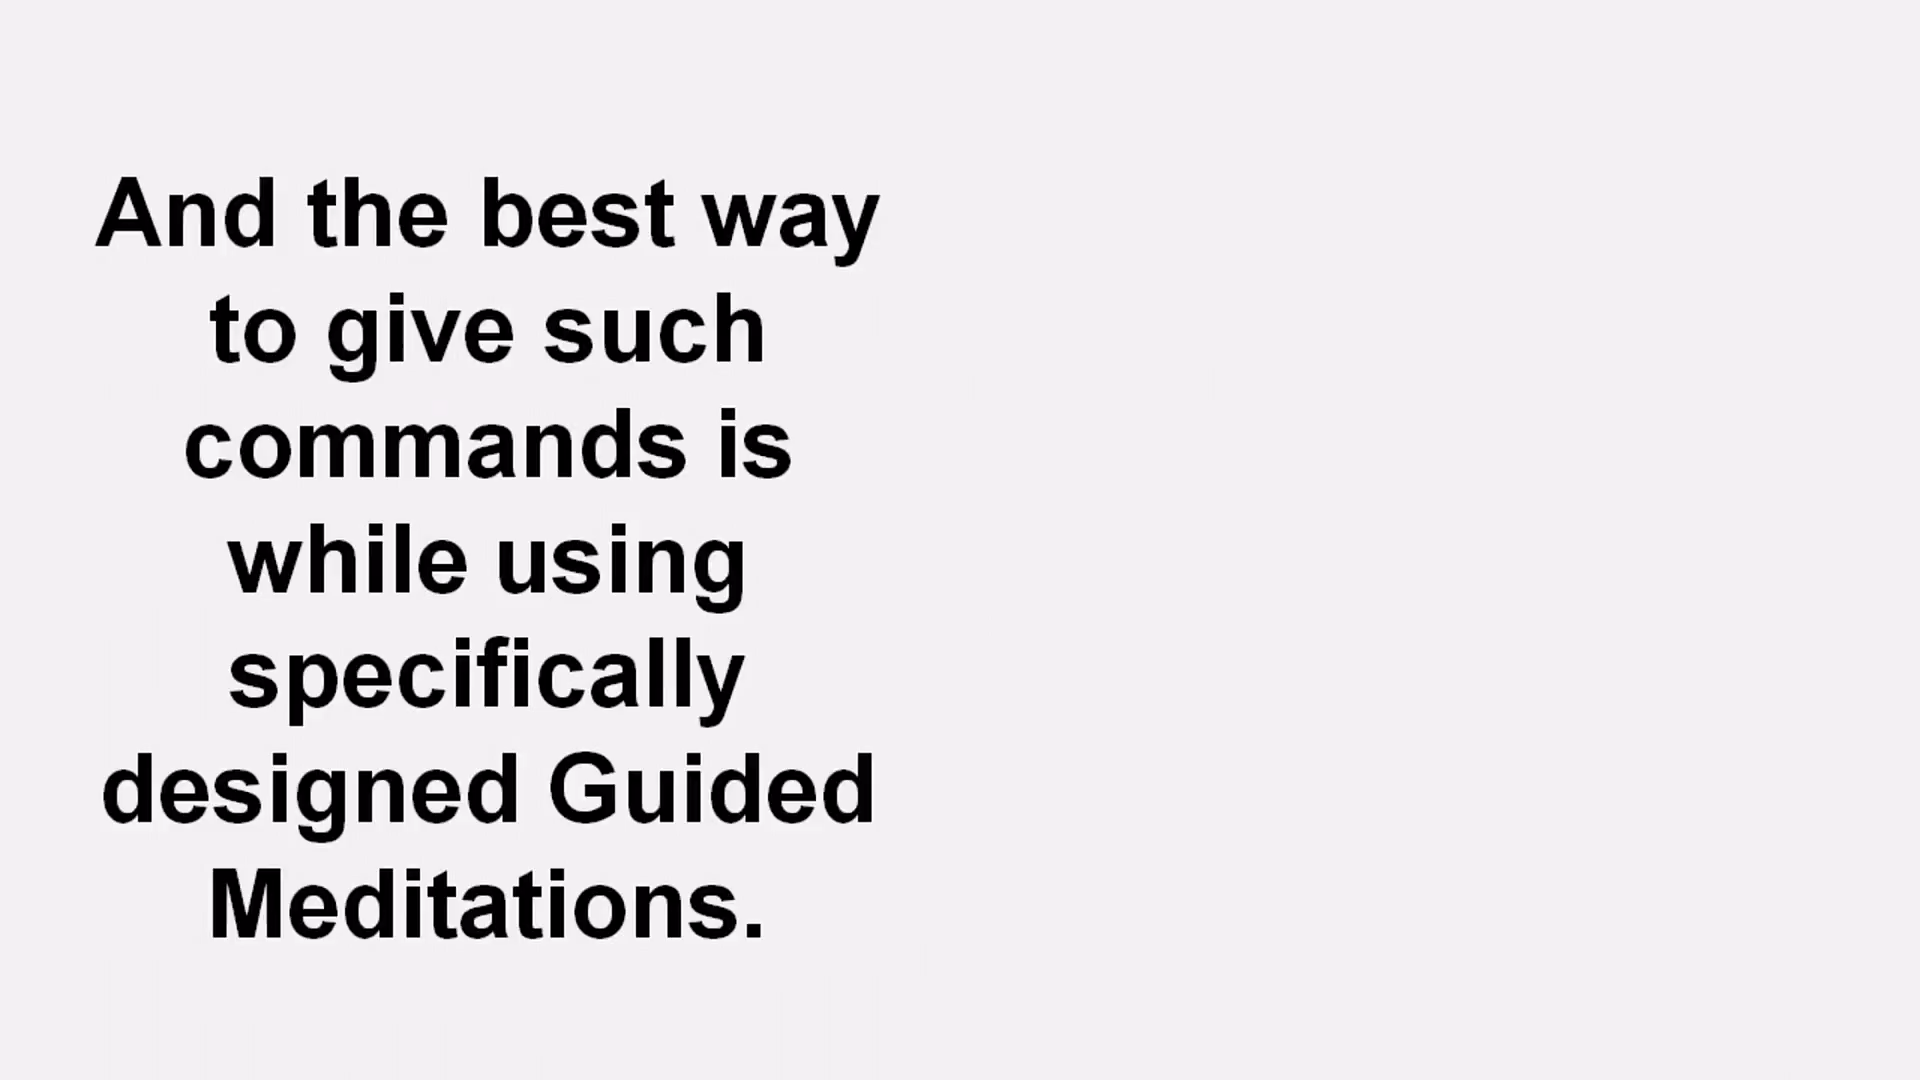 And the best way
to give such
commands is
while using
specifically
designed Guided
Meditations.